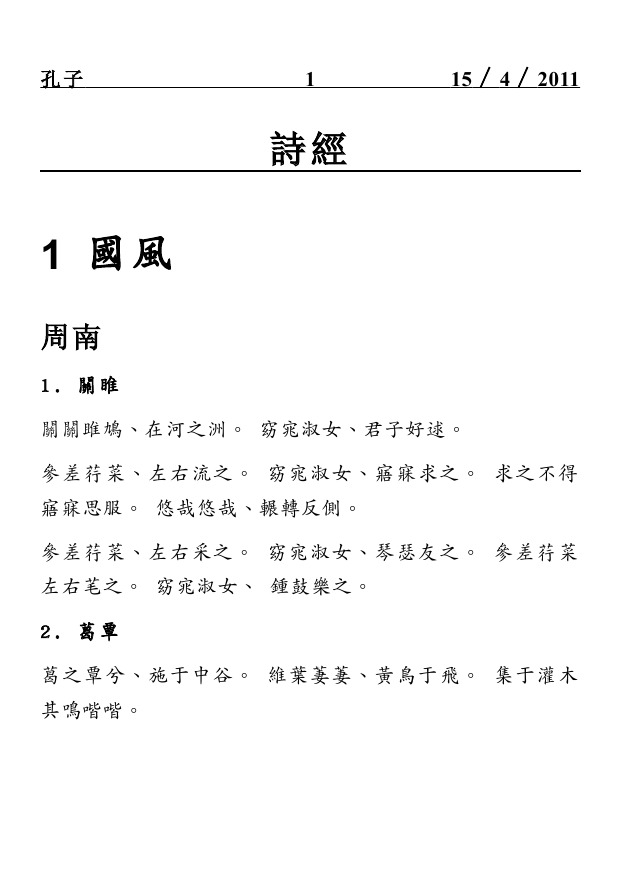 孔子 1 15／4／2011
詩經
1 國風
周南
1. 關睢
關關雎鳩、在河之洲。 窈窕淑女、君子好逑。
參差荇菜、左右流之。 窈窕淑女、寤寐求之。 求之不得
寤寐思服。 悠哉悠哉、輾轉反側。
參差荇菜、左右采之。 窈窕淑女、琴瑟友之。 參差荇菜
左右芼之。 窈窕淑女、 鍾鼓樂之。
2. 葛覃
葛之覃兮、施于中谷。 維葉萋萋、黃鳥于飛。 集于灌木
其鳴喈喈。